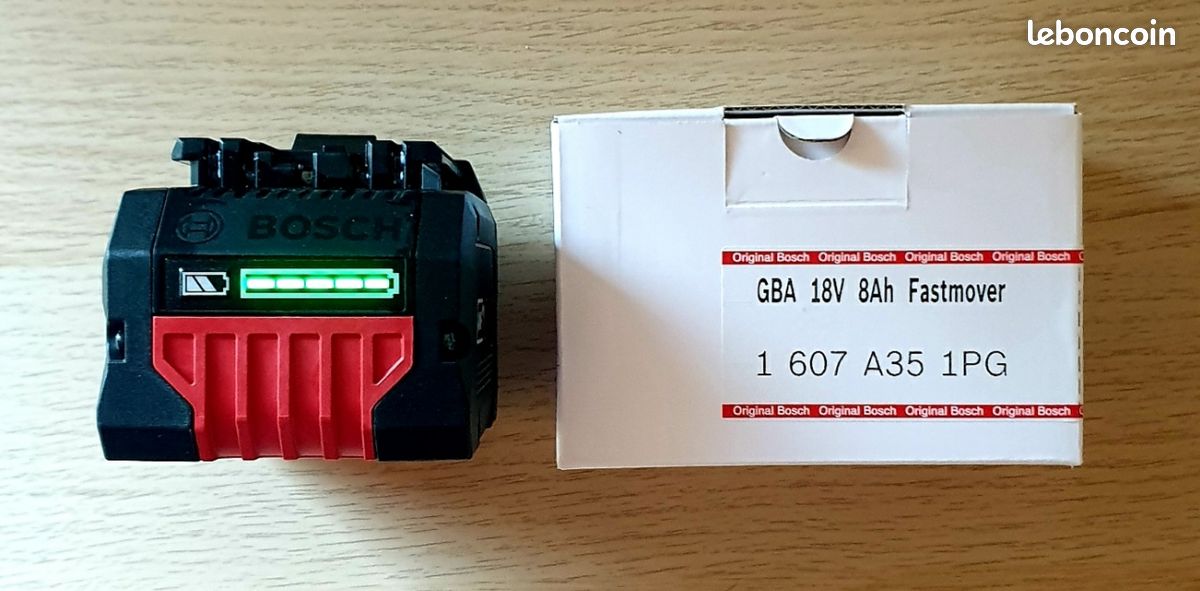 leboncoin
BOSCH
Original Bosch Original Bosch Original Bosch Original Bosch
GBA 18V 8Ah Fastmover
1 607 A35 1PG
Original Bosch Original Bosch Original Bosch Original Bosch